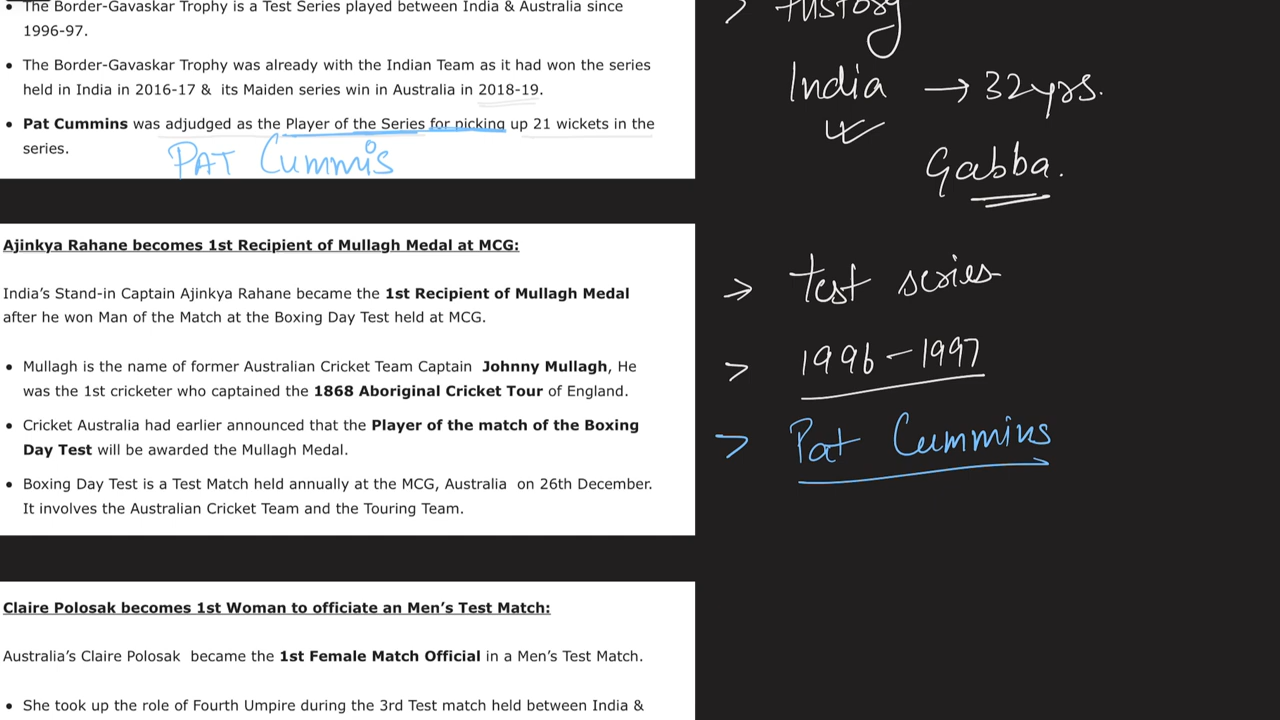 • The Border-Gavaskar Trophy is a Test Series played between India & Australia since
1996-97.
• The Border-Gavaskar Trophy was already with the Indian Team as it had won the series
held in India in 2016-17 & its Maiden series win in Australia in 2018-19.
• Pat Cummins was adjudged as the Player of the Series for picking up 21 wickets in the
series.
PAT Cummis
Ajinkya Rahane becomes 1st Recipient of Mullagh Medal at MCG:
India's Stand-in Captain Ajinkya Rahane became the 1st Recipient of Mullagh Medal
after he won Man of the Match at the Boxing Day Test held at MCG.
• Mullagh is the name of former Australian Cricket Team Captain Johnny Mullagh, He
was the 1st cricketer who captained the 1868 Aboriginal Cricket Tour of England.
• Cricket Australia had earlier announced that the Player of the match of the Boxing
Day Test will be awarded the Mullagh Medal.
• Boxing Day Test is a Test Match held annually at the MCG, Australia on 26th December.
It involves the Australian Cricket Team and the Touring Team.
Claire Polosak becomes 1st Woman to officiate an Men's Test Match:
Australia's Claire Polosak became the 1st Female Match Official in a Men's Test Match.
• She took up the role of Fourth Umpire during the 3rd Test match held between India &
> History
India → 32yrs.
Gabba.
→ Test series
> 1996-1997
> Pat Cummins